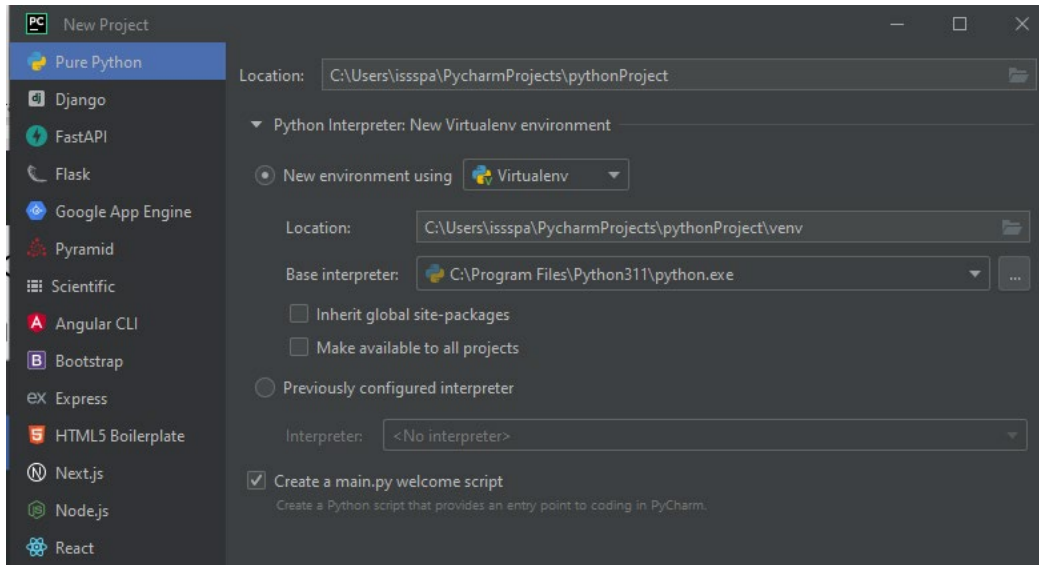 PC New Project
Pure Python
dj Django
FastAPI
Flask
Google App Engine
Pyramid
Scientific
A Angular CLI
B Bootstrap
ex Express
5 HTML5 Boilerplate
N Next.js
JS Node.js
React
Location: C:\Users\issspa\PycharmProjects\pythonProject
Python Interpreter: New Virtualenv environment
New environment using Virtualenv
Location: C:\Users\issspa\PycharmProjects\pythonProject\venv
Base interpreter: C:\Program Files\Python311\python.exe ...
Inherit global site-packages
Make available to all projects
Previously configured interpreter
Interpreter: <No interpreter>
Create a main.py welcome script
Create a Python script that provides an entry point to coding in PyCharm.